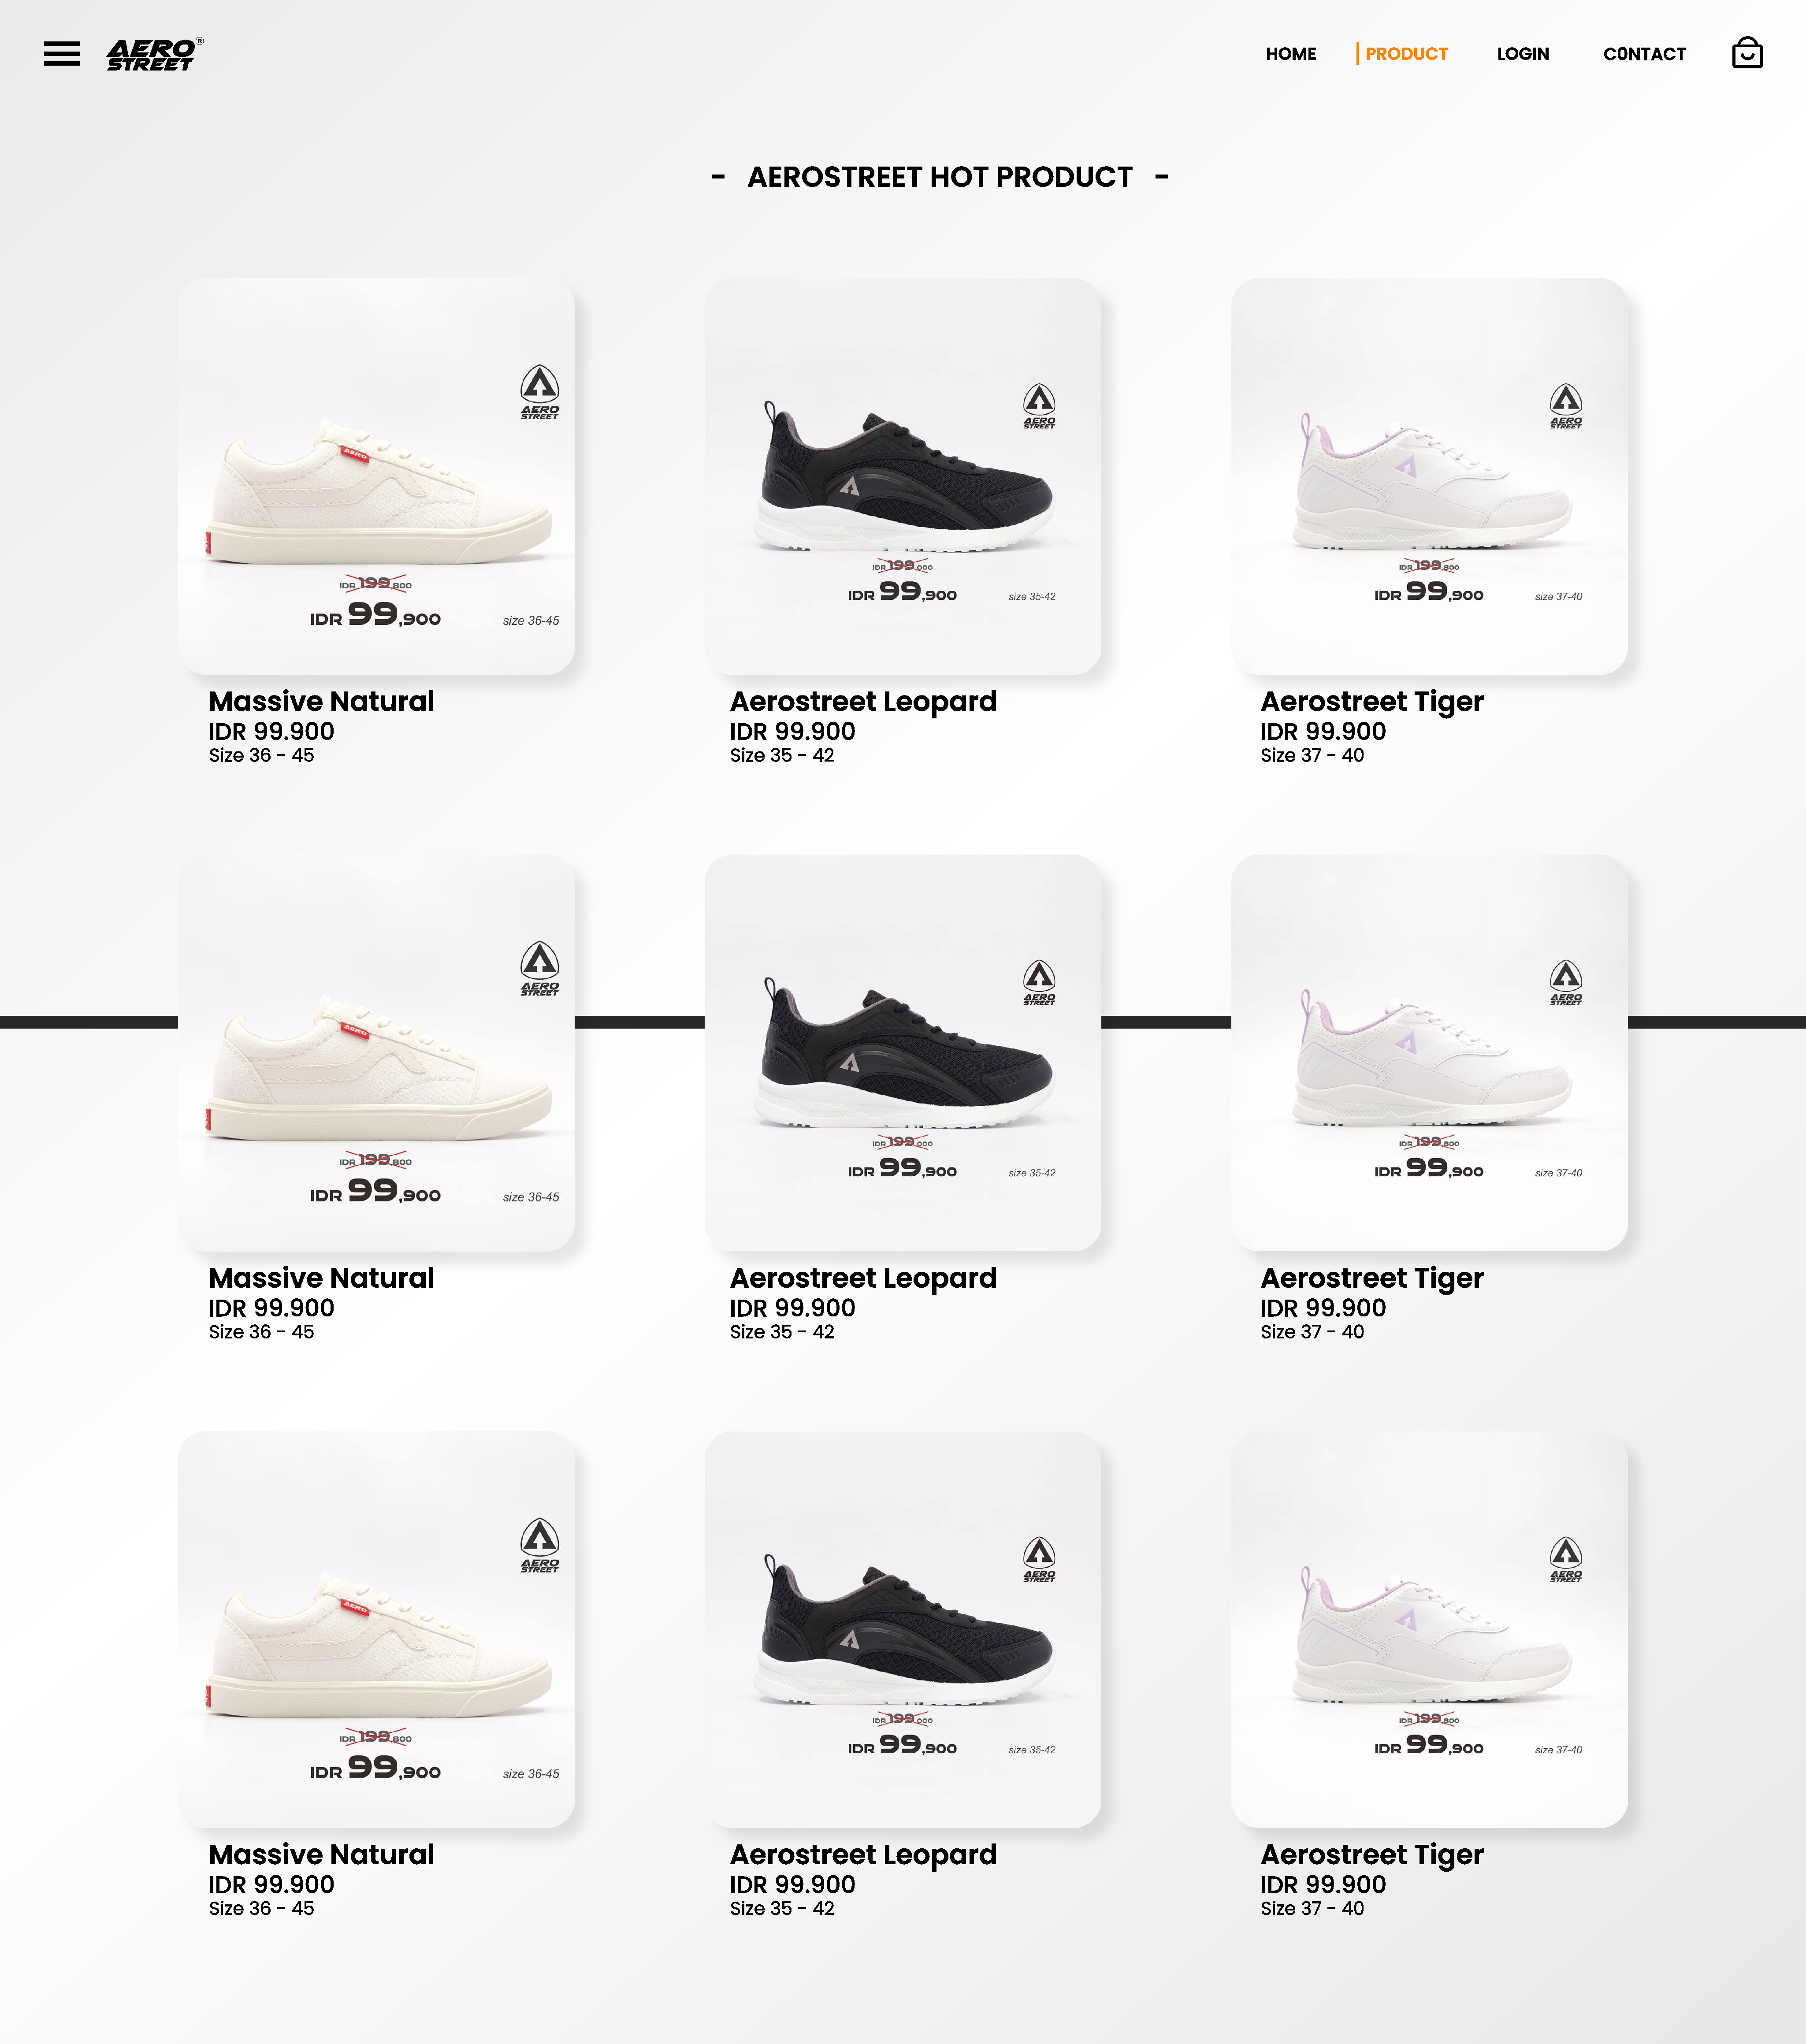 AERO STREET ®
HOME
PRODUCT
LOGIN
CONTACT
- AEROSTREET HOT PRODUCT -
AERO STREET
AERO
IDR 199,800
IDR 99,900
size 36-45
Massive Natural
IDR 99.900
Size 36 - 45
AERO STREET
IDR 199,000
IDR 99,900
size 35-42
Aerostreet Leopard
IDR 99.900
Size 35 - 42
AERO STREET
IDR 199,800
IDR 99,900
size 37-40
Aerostreet Tiger
IDR 99.900
Size 37 - 40
AERO STREET
AERO
IDR 199,800
IDR 99,900
size 36-45
Massive Natural
IDR 99.900
Size 36 - 45
AERO STREET
IDR 199,000
IDR 99,900
size 35-42
Aerostreet Leopard
IDR 99.900
Size 35 - 42
AERO STREET
IDR 199,800
IDR 99,900
size 37-40
Aerostreet Tiger
IDR 99.900
Size 37 - 40
AERO STREET
AERO
IDR 199,800
IDR 99,900
size 36-45
Massive Natural
IDR 99.900
Size 36 - 45
AERO STREET
IDR 199,000
IDR 99,900
size 35-42
Aerostreet Leopard
IDR 99.900
Size 35 - 42
AERO STREET
IDR 199,800
IDR 99,900
size 37-40
Aerostreet Tiger
IDR 99.900
Size 37 - 40